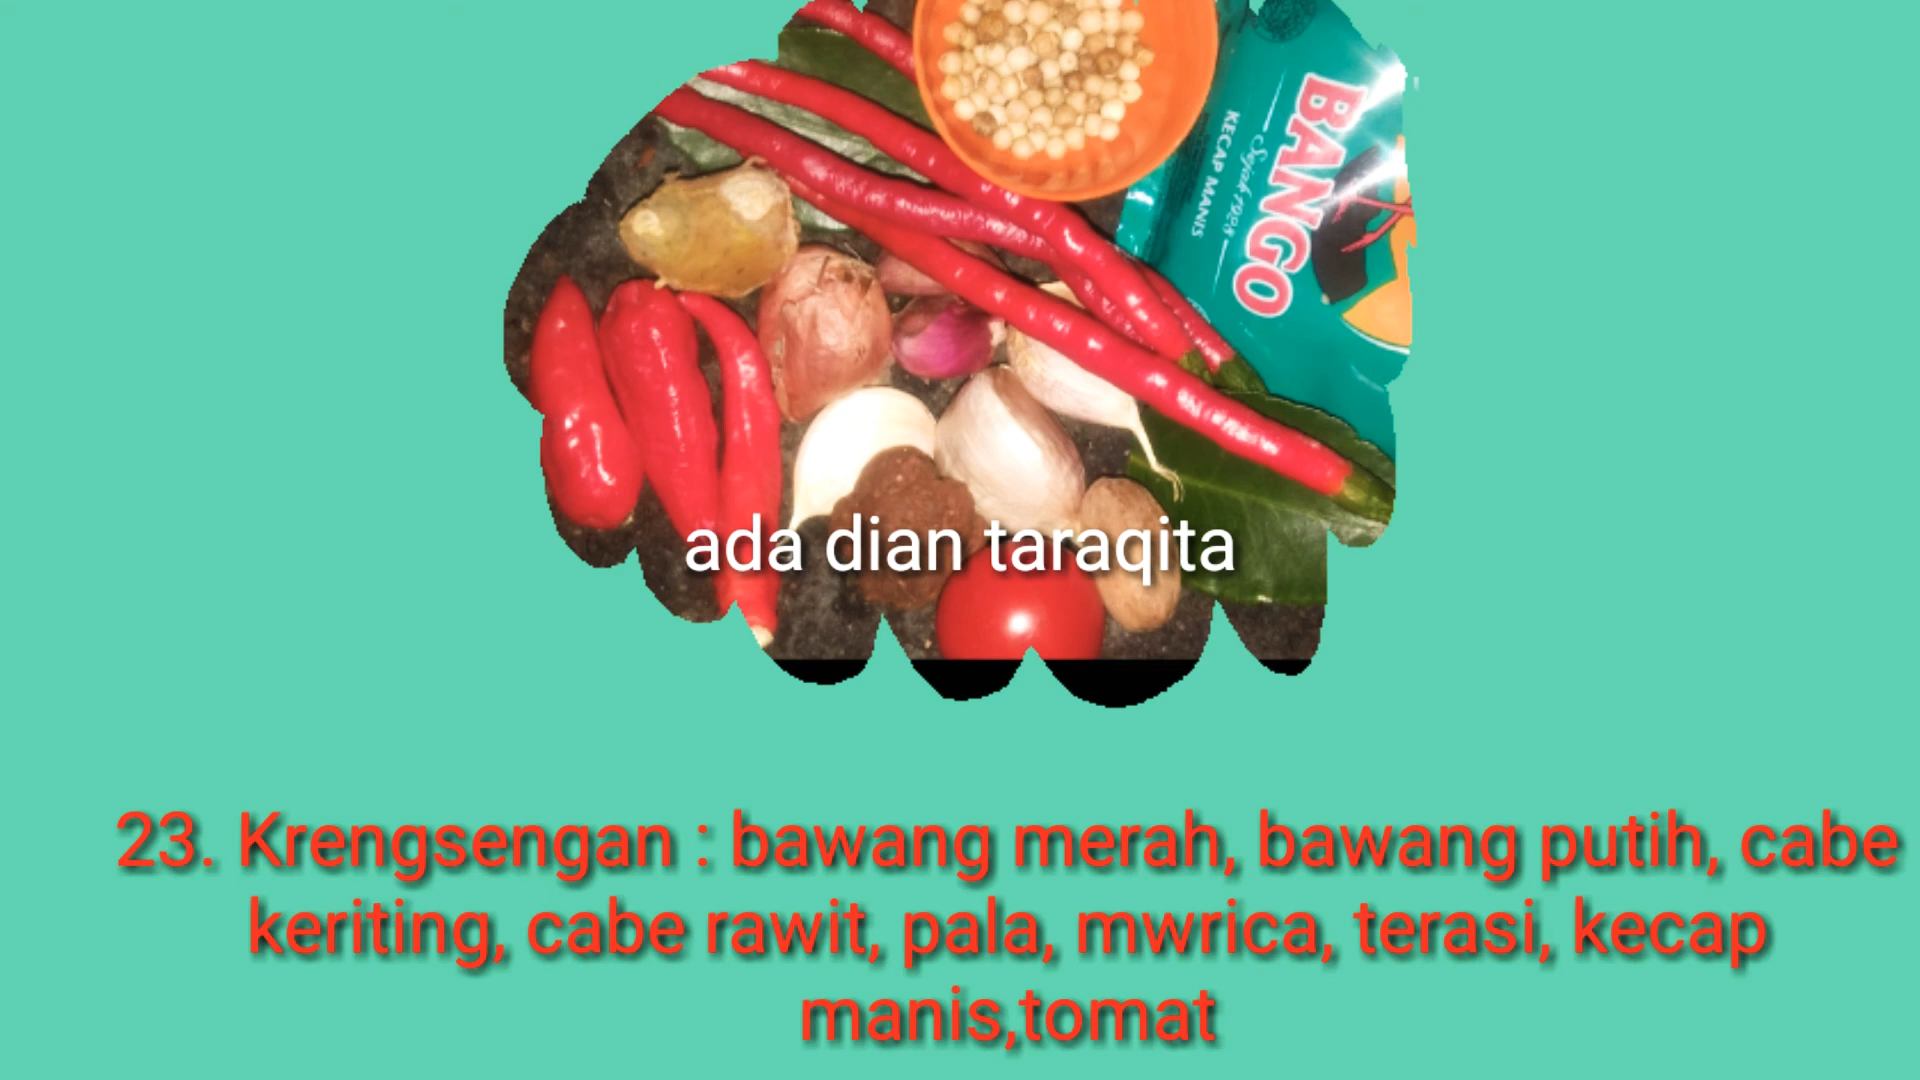 BANGO
Sejak 1928
KECAP MANIS
ada dian taraqita
23. Krengsengan : bawang merah, bawang putih, cabe
keriting, cabe rawit, pala, mwrica, terasi, kecap
manis,tomat